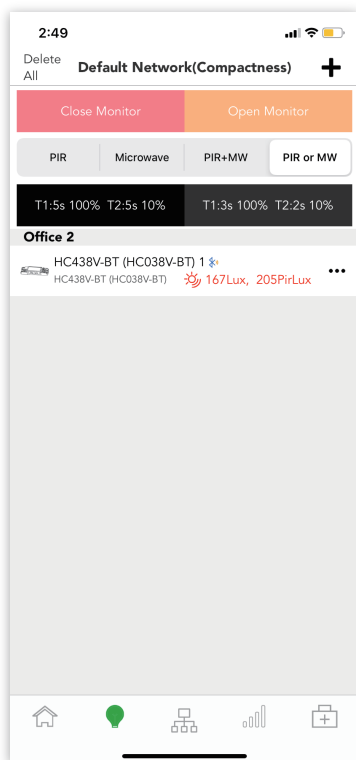 2:49
Delete All
Default Network(Compactness)
Close Monitor
Open Monitor
PIR
Microwave
PIR+MW
PIR or MW
T1:5s 100% T2:5s 10%
T1:3s 100% T2:2s 10%
Office 2
HC438V-BT (HC038V-BT) 1
HC438V-BT (HC038V-BT)
167Lux, 205PirLux